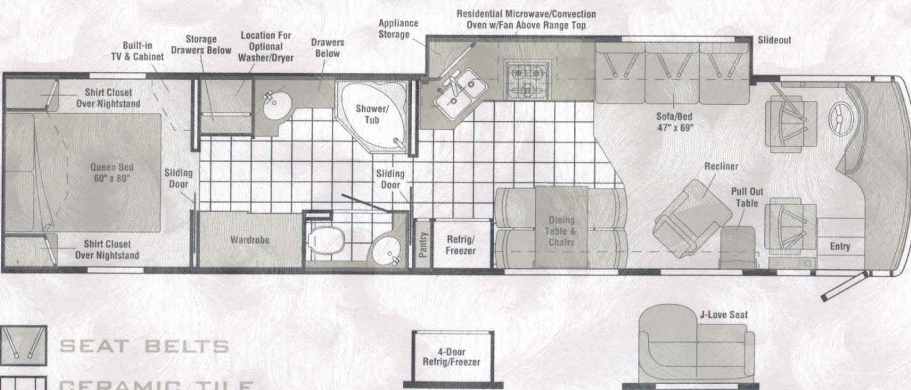 Residential Microwave/Convection
Oven w/Fan Above Range Top
Appliance
Storage
Slideout
Built-in
TV & Cabinet
Storage
Drawers Below
Location For
Optional
Washer/Dryer
Drawers
Below
Shirt Closet
Over Nightstand
Shower/
Tub
Sofa/Bed
47" x 69"
Queen Bed
60" x 80"
Sliding
Door
Sliding
Door
Recliner
Pull Out
Table
Wardrobe
Pantry
Refrig/
Freezer
Dining
Table &
Chairs
Entry
Shirt Closet
Over Nightstand
SEAT BELTS
CERAMIC TILE
4-Door
Refrig/Freezer
J-Love Seat